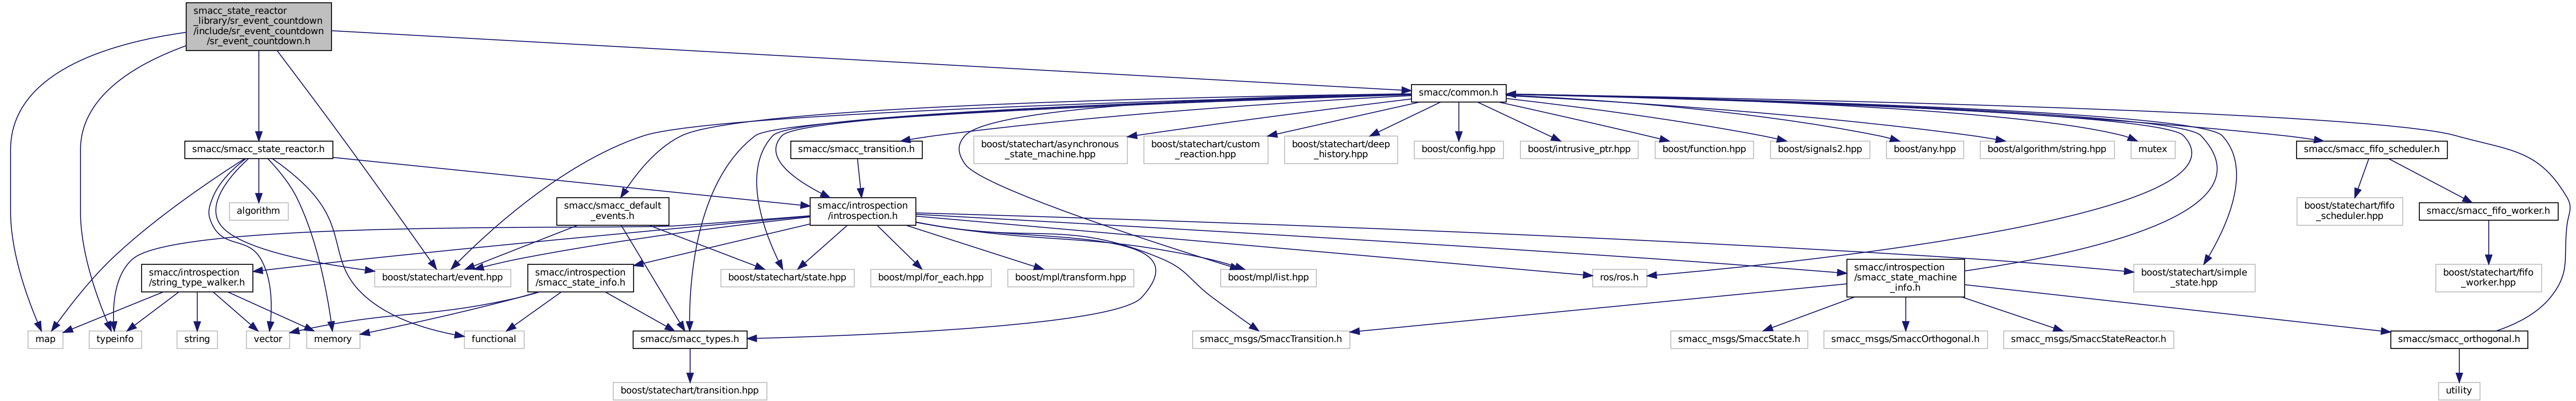 smacc_state_reactor
_library/sr_event_countdown
/include/sr_event_countdown
/sr_event_countdown.h
smacc/common.h
smacc/smacc_state_reactor.h
smacc/smacc_transition.h
boost/statechart/asynchronous
_state_machine.hpp
boost/statechart/custom
_reaction.hpp
boost/statechart/deep
_history.hpp
boost/config.hpp
boost/intrusive_ptr.hpp
boost/function.hpp
boost/signals2.hpp
boost/any.hpp
boost/algorithm/string.hpp
mutex
smacc/smacc_fifo_scheduler.h
algorithm
smacc/smacc_default
_events.h
smacc/introspection
/introspection.h
boost/statechart/fifo
_scheduler.hpp
smacc/smacc_fifo_worker.h
smacc/introspection
/string_type_walker.h
boost/statechart/event.hpp
smacc/introspection
/smacc_state_info.h
boost/statechart/state.hpp
boost/mpl/for_each.hpp
boost/mpl/transform.hpp
boost/mpl/list.hpp
ros/ros.h
smacc/introspection
/smacc_state_machine
_info.h
boost/statechart/simple
_state.hpp
boost/statechart/fifo
_worker.hpp
map
typeinfo
string
vector
memory
functional
smacc/smacc_types.h
smacc_msgs/SmaccTransition.h
smacc_msgs/SmaccState.h
smacc_msgs/SmaccOrthogonal.h
smacc_msgs/SmaccStateReactor.h
smacc/smacc_orthogonal.h
boost/statechart/transition.hpp
utility